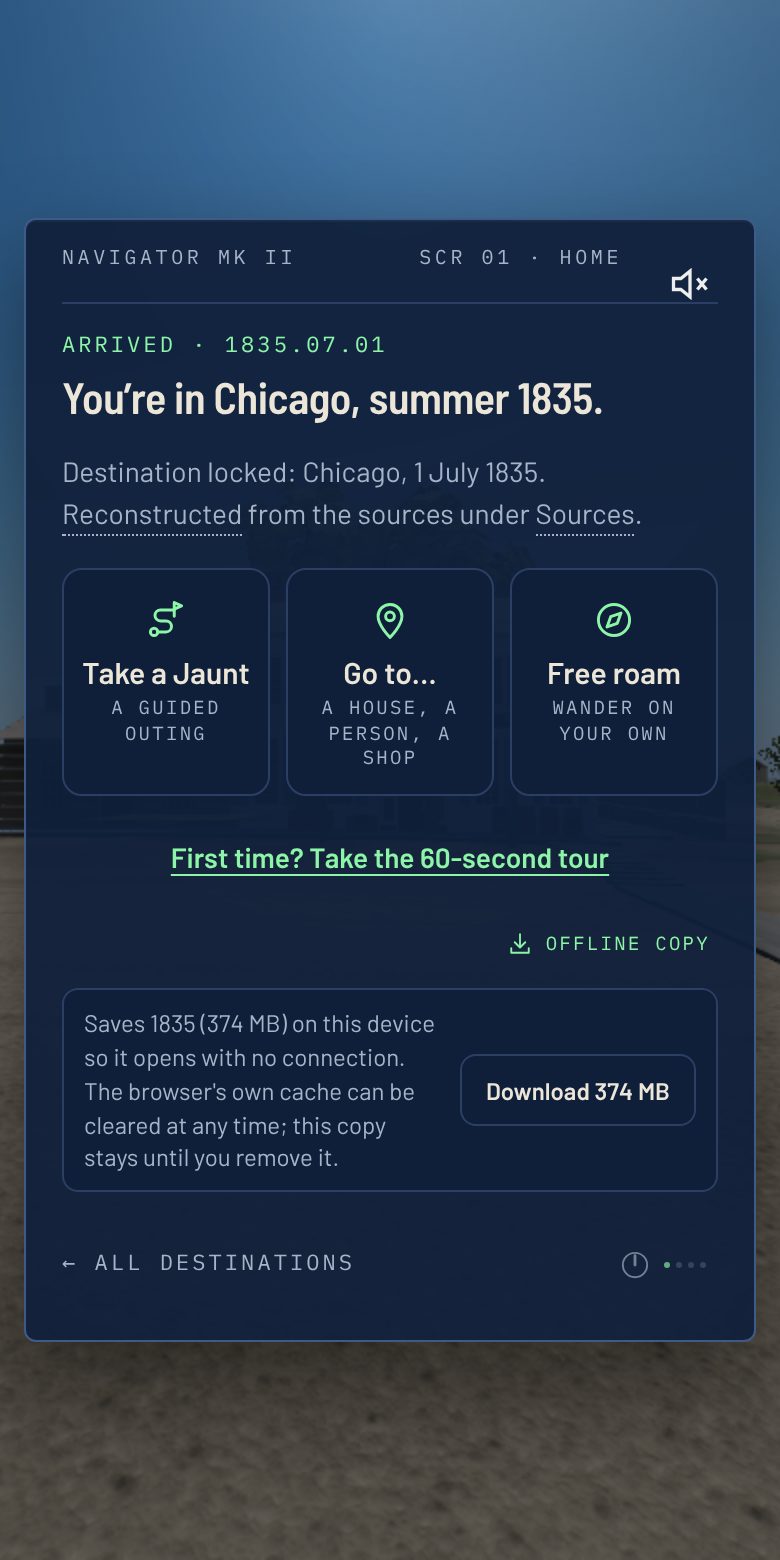 NAVIGATOR MK II
SCR 01 · HOME
ARRIVED · 1835.07.01
You’re in Chicago, summer 1835.
Destination locked: Chicago, 1 July 1835.
Reconstructed from the sources under Sources.
Take a Jaunt
A GUIDED
OUTING
Go to…
A HOUSE, A
PERSON, A
SHOP
Free roam
WANDER ON
YOUR OWN
First time? Take the 60-second tour
OFFLINE COPY
Saves 1835 (374 MB) on this device
so it opens with no connection.
The browser's own cache can be
cleared at any time; this copy
stays until you remove it.
Download 374 MB
← ALL DESTINATIONS